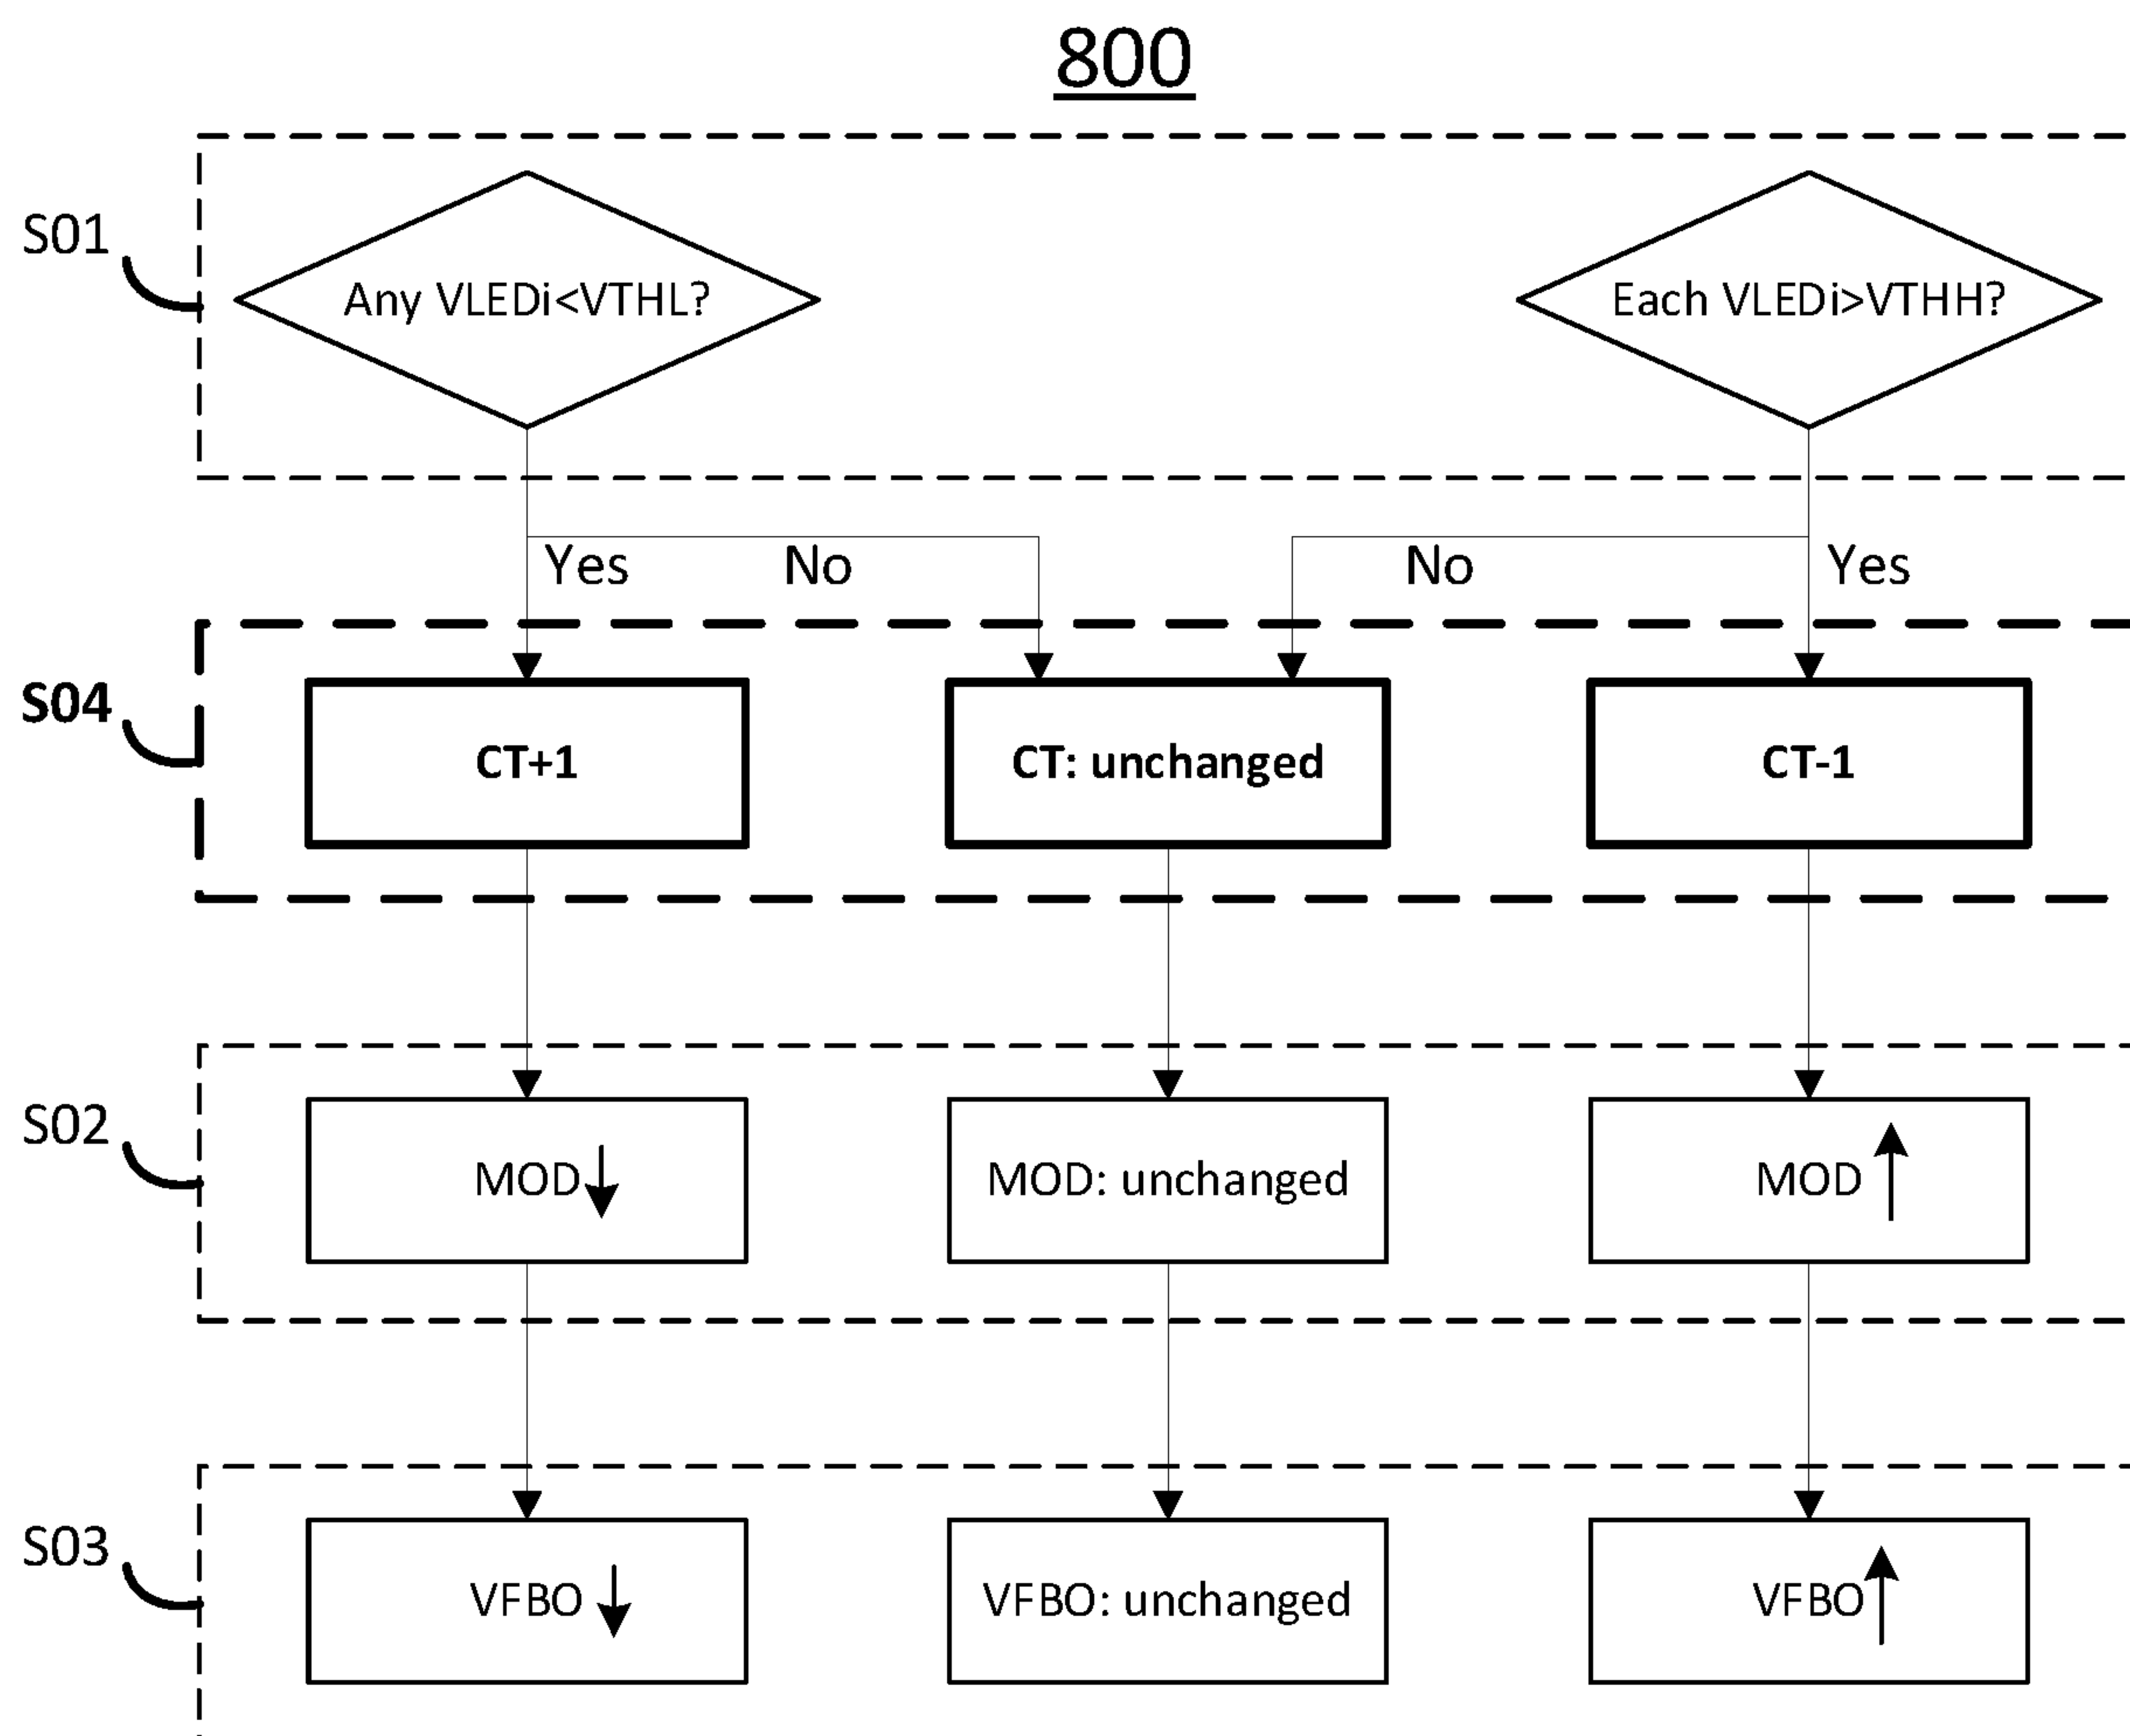 800
S01
Any VLEDi<VTHL?
Each VLEDi>VTHH?
Yes
No
No
Yes
S04
CT+1
CT: unchanged
CT-1
S02
MOD
MOD: unchanged
MOD
S03
VFBO
VFBO: unchanged
VFBO